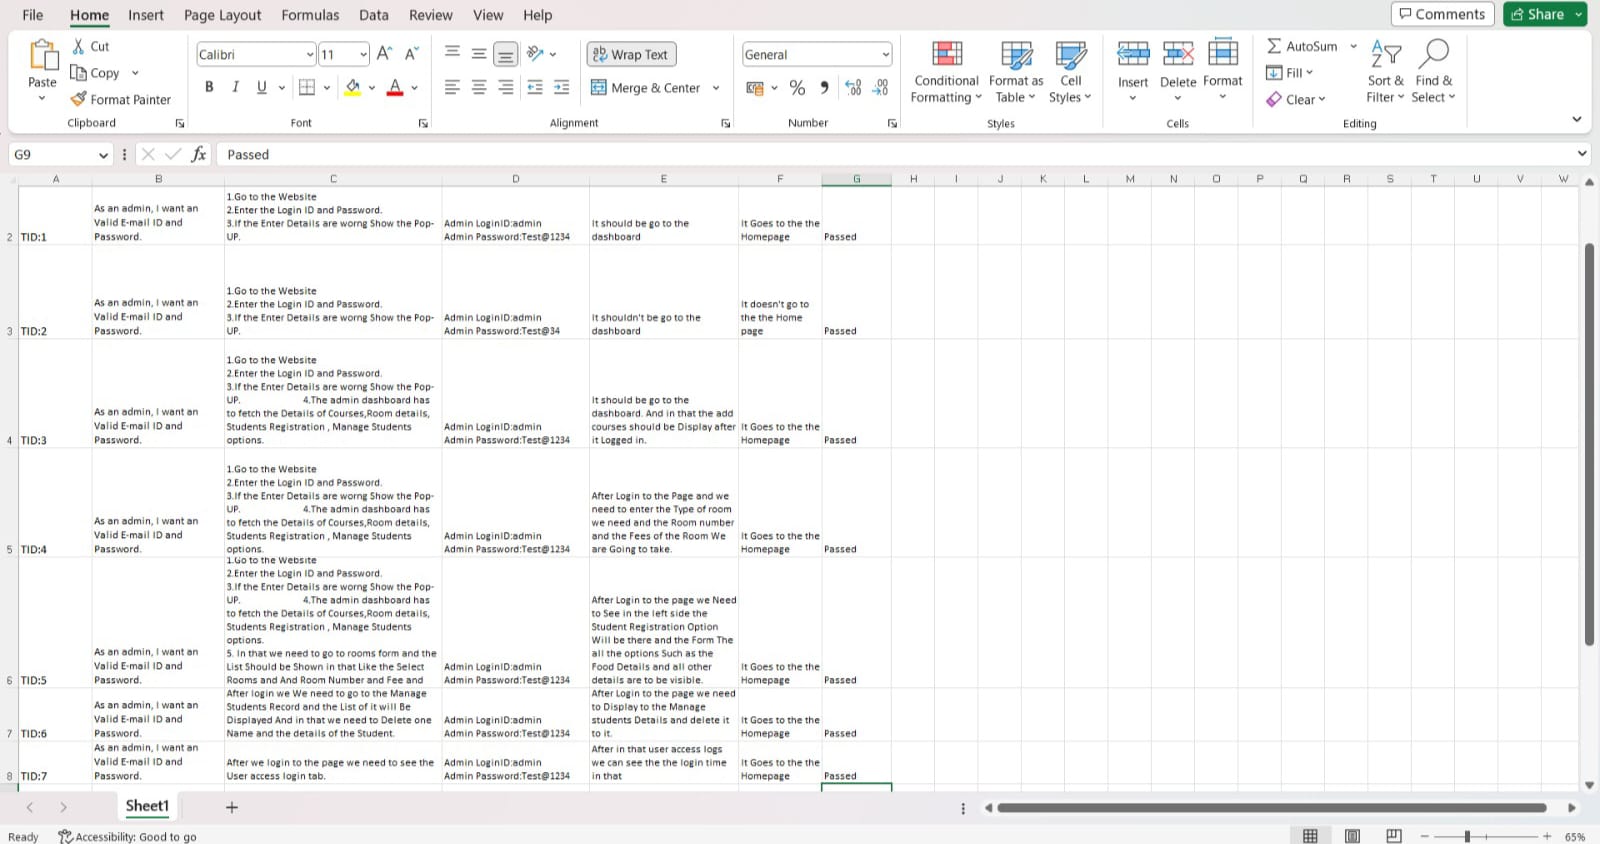 File Home Insert Page Layout Formulas Data Review View Help Comments Share
Paste Cut Copy Format Painter
Clipboard
Calibri 11 A A
B I U A
Font
ab Wrap Text
Merge & Center
Alignment
General
% , .00
Number
Conditional Formatting Format as Table Cell Styles
Styles
Insert Delete Format
Cells
AutoSum Fill Clear Sort & Filter Find & Select
Editing
G9 fx Passed
A B C D E F G H I J K L M N O P Q R S T U V W
2 TID:1
As an admin, I want an
Valid E-mail ID and
Password.
1.Go to the Website
2.Enter the Login ID and Password.
3.If the Enter Details are worng Show the Pop-
UP.
Admin LoginID:admin
Admin Password:Test@1234
It should be go to the
dashboard
It Goes to the the
Homepage
Passed
3 TID:2
As an admin, I want an
Valid E-mail ID and
Password.
1.Go to the Website
2.Enter the Login ID and Password.
3.If the Enter Details are worng Show the Pop-
UP.
Admin LoginID:admin
Admin Password:Test@34
It shouldn't be go to the
dashboard
It doesn't go to
the the Home
page
Passed
4 TID:3
As an admin, I want an
Valid E-mail ID and
Password.
1.Go to the Website
2.Enter the Login ID and Password.
3.If the Enter Details are worng Show the Pop-
UP. 4.The admin dashboard has
to fetch the Details of Courses,Room details,
Students Registration , Manage Students
options.
Admin LoginID:admin
Admin Password:Test@1234
It should be go to the
dashboard. And in that the add
courses should be Display after
it Logged in.
It Goes to the the
Homepage
Passed
5 TID:4
As an admin, I want an
Valid E-mail ID and
Password.
1.Go to the Website
2.Enter the Login ID and Password.
3.If the Enter Details are worng Show the Pop-
UP. 4.The admin dashboard has
to fetch the Details of Courses,Room details,
Students Registration , Manage Students
options.
Admin LoginID:admin
Admin Password:Test@1234
After Login to the Page and we
need to enter the Type of room
we need and the Room number
and the Fees of the Room We
are Going to take.
It Goes to the the
Homepage
Passed
6 TID:5
As an admin, I want an
Valid E-mail ID and
Password.
1.Go to the Website
2.Enter the Login ID and Password.
3.If the Enter Details are worng Show the Pop-
UP. 4.The admin dashboard has
to fetch the Details of Courses,Room details,
Students Registration , Manage Students
options.
5. In that we need to go to rooms form and the
List Should be Shown in that Like the Select
Rooms and And Room Number and Fee and
Admin LoginID:admin
Admin Password:Test@1234
After Login to the page we Need
to See in the left side the
Student Registration Option
Will be there and the Form The
all the options Such as the
Food Details and all other
details are to be visible.
It Goes to the the
Homepage
Passed
7 TID:6
As an admin, I want an
Valid E-mail ID and
Password.
After login we We need to go to the Manage
Students Record and the List of it will Be
Displayed And in that we need to Delete one
Name and the details of the Student.
Admin LoginID:admin
Admin Password:Test@1234
After Login to the page we need
to Display to the Manage
students Details and delete it
to it.
It Goes to the the
Homepage
Passed
8 TID:7
As an admin, I want an
Valid E-mail ID and
Password.
After we login to the page we need to see the
User access login tab.
Admin LoginID:admin
Admin Password:Test@1234
After in that user access logs
we can see the the login time
in that
It Goes to the the
Homepage
Passed
Sheet1
Ready Accessibility: Good to go 65%